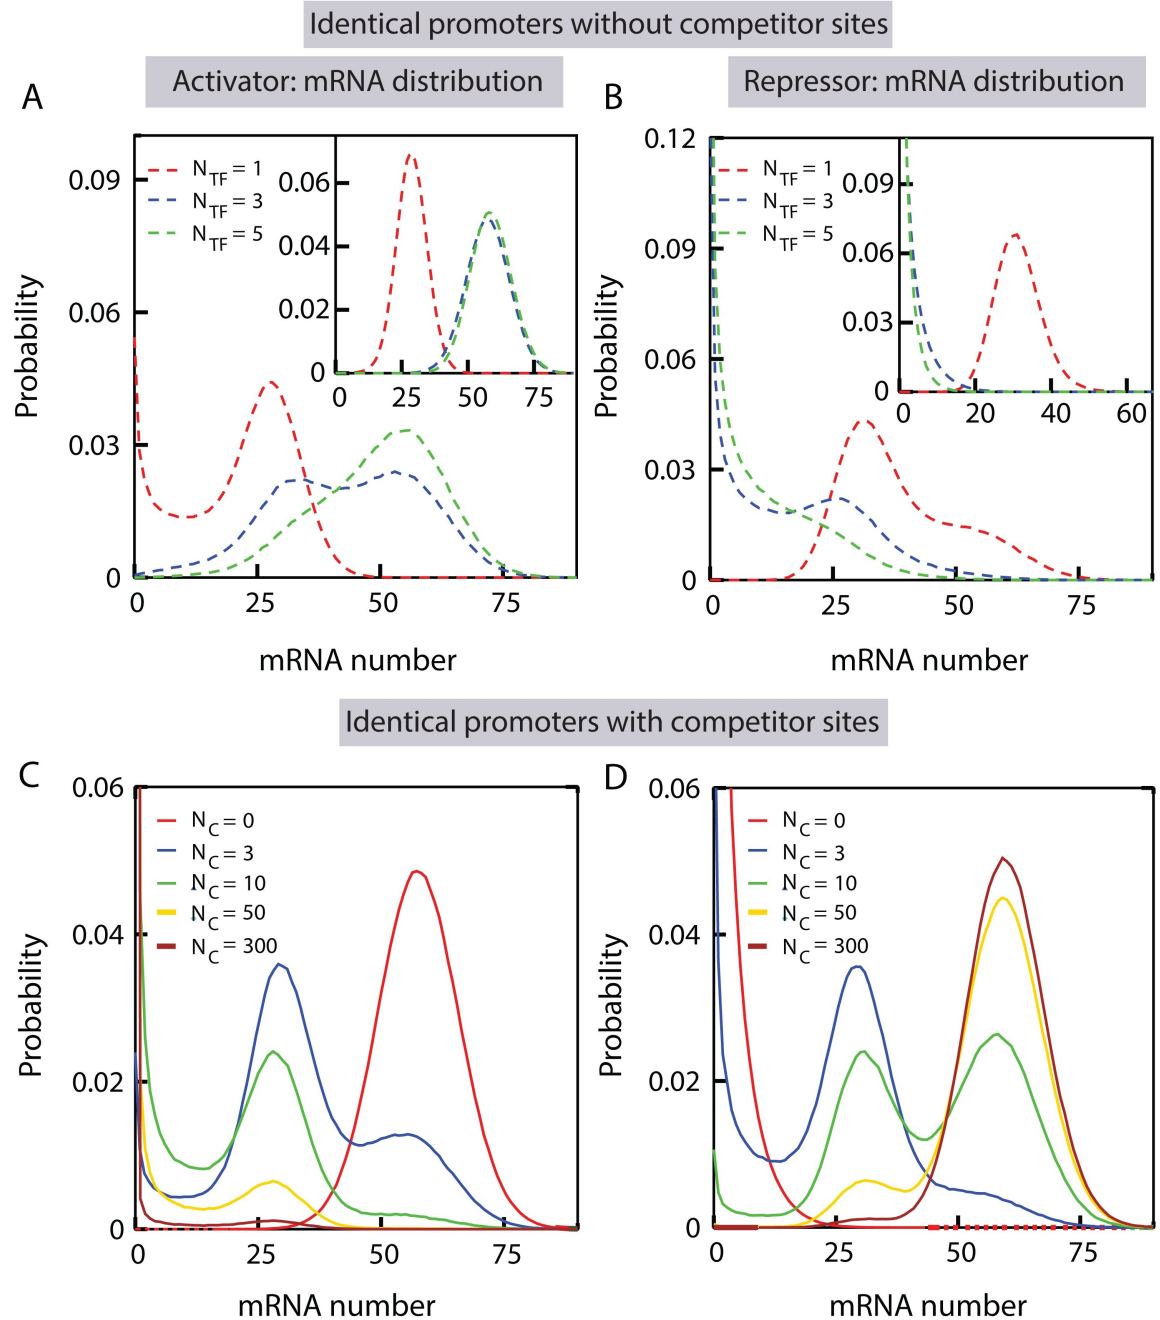 Identical promoters without competitor sites
Activator: mRNA distribution
Repressor: mRNA distribution
A
B
N_TF = 1
N_TF = 3
N_TF = 5
0.09
0.06
0.03
0
0.06
0.04
0.02
0
0 25 50 75
0 25 50 75
Probability
mRNA number
N_TF = 1
N_TF = 3
N_TF = 5
0.12
0.09
0.06
0.03
0
0.09
0.06
0.03
0
0 20 40 60
0 25 50 75
Probability
mRNA number
Identical promoters with competitor sites
C
D
0.06
0.04
0.02
0
N_C = 0
N_C = 3
N_C = 10
N_C = 50
N_C = 300
0 25 50 75
Probability
mRNA number
0.06
0.04
0.02
0
N_C = 0
N_C = 3
N_C = 10
N_C = 50
N_C = 300
0 25 50 75
Probability
mRNA number